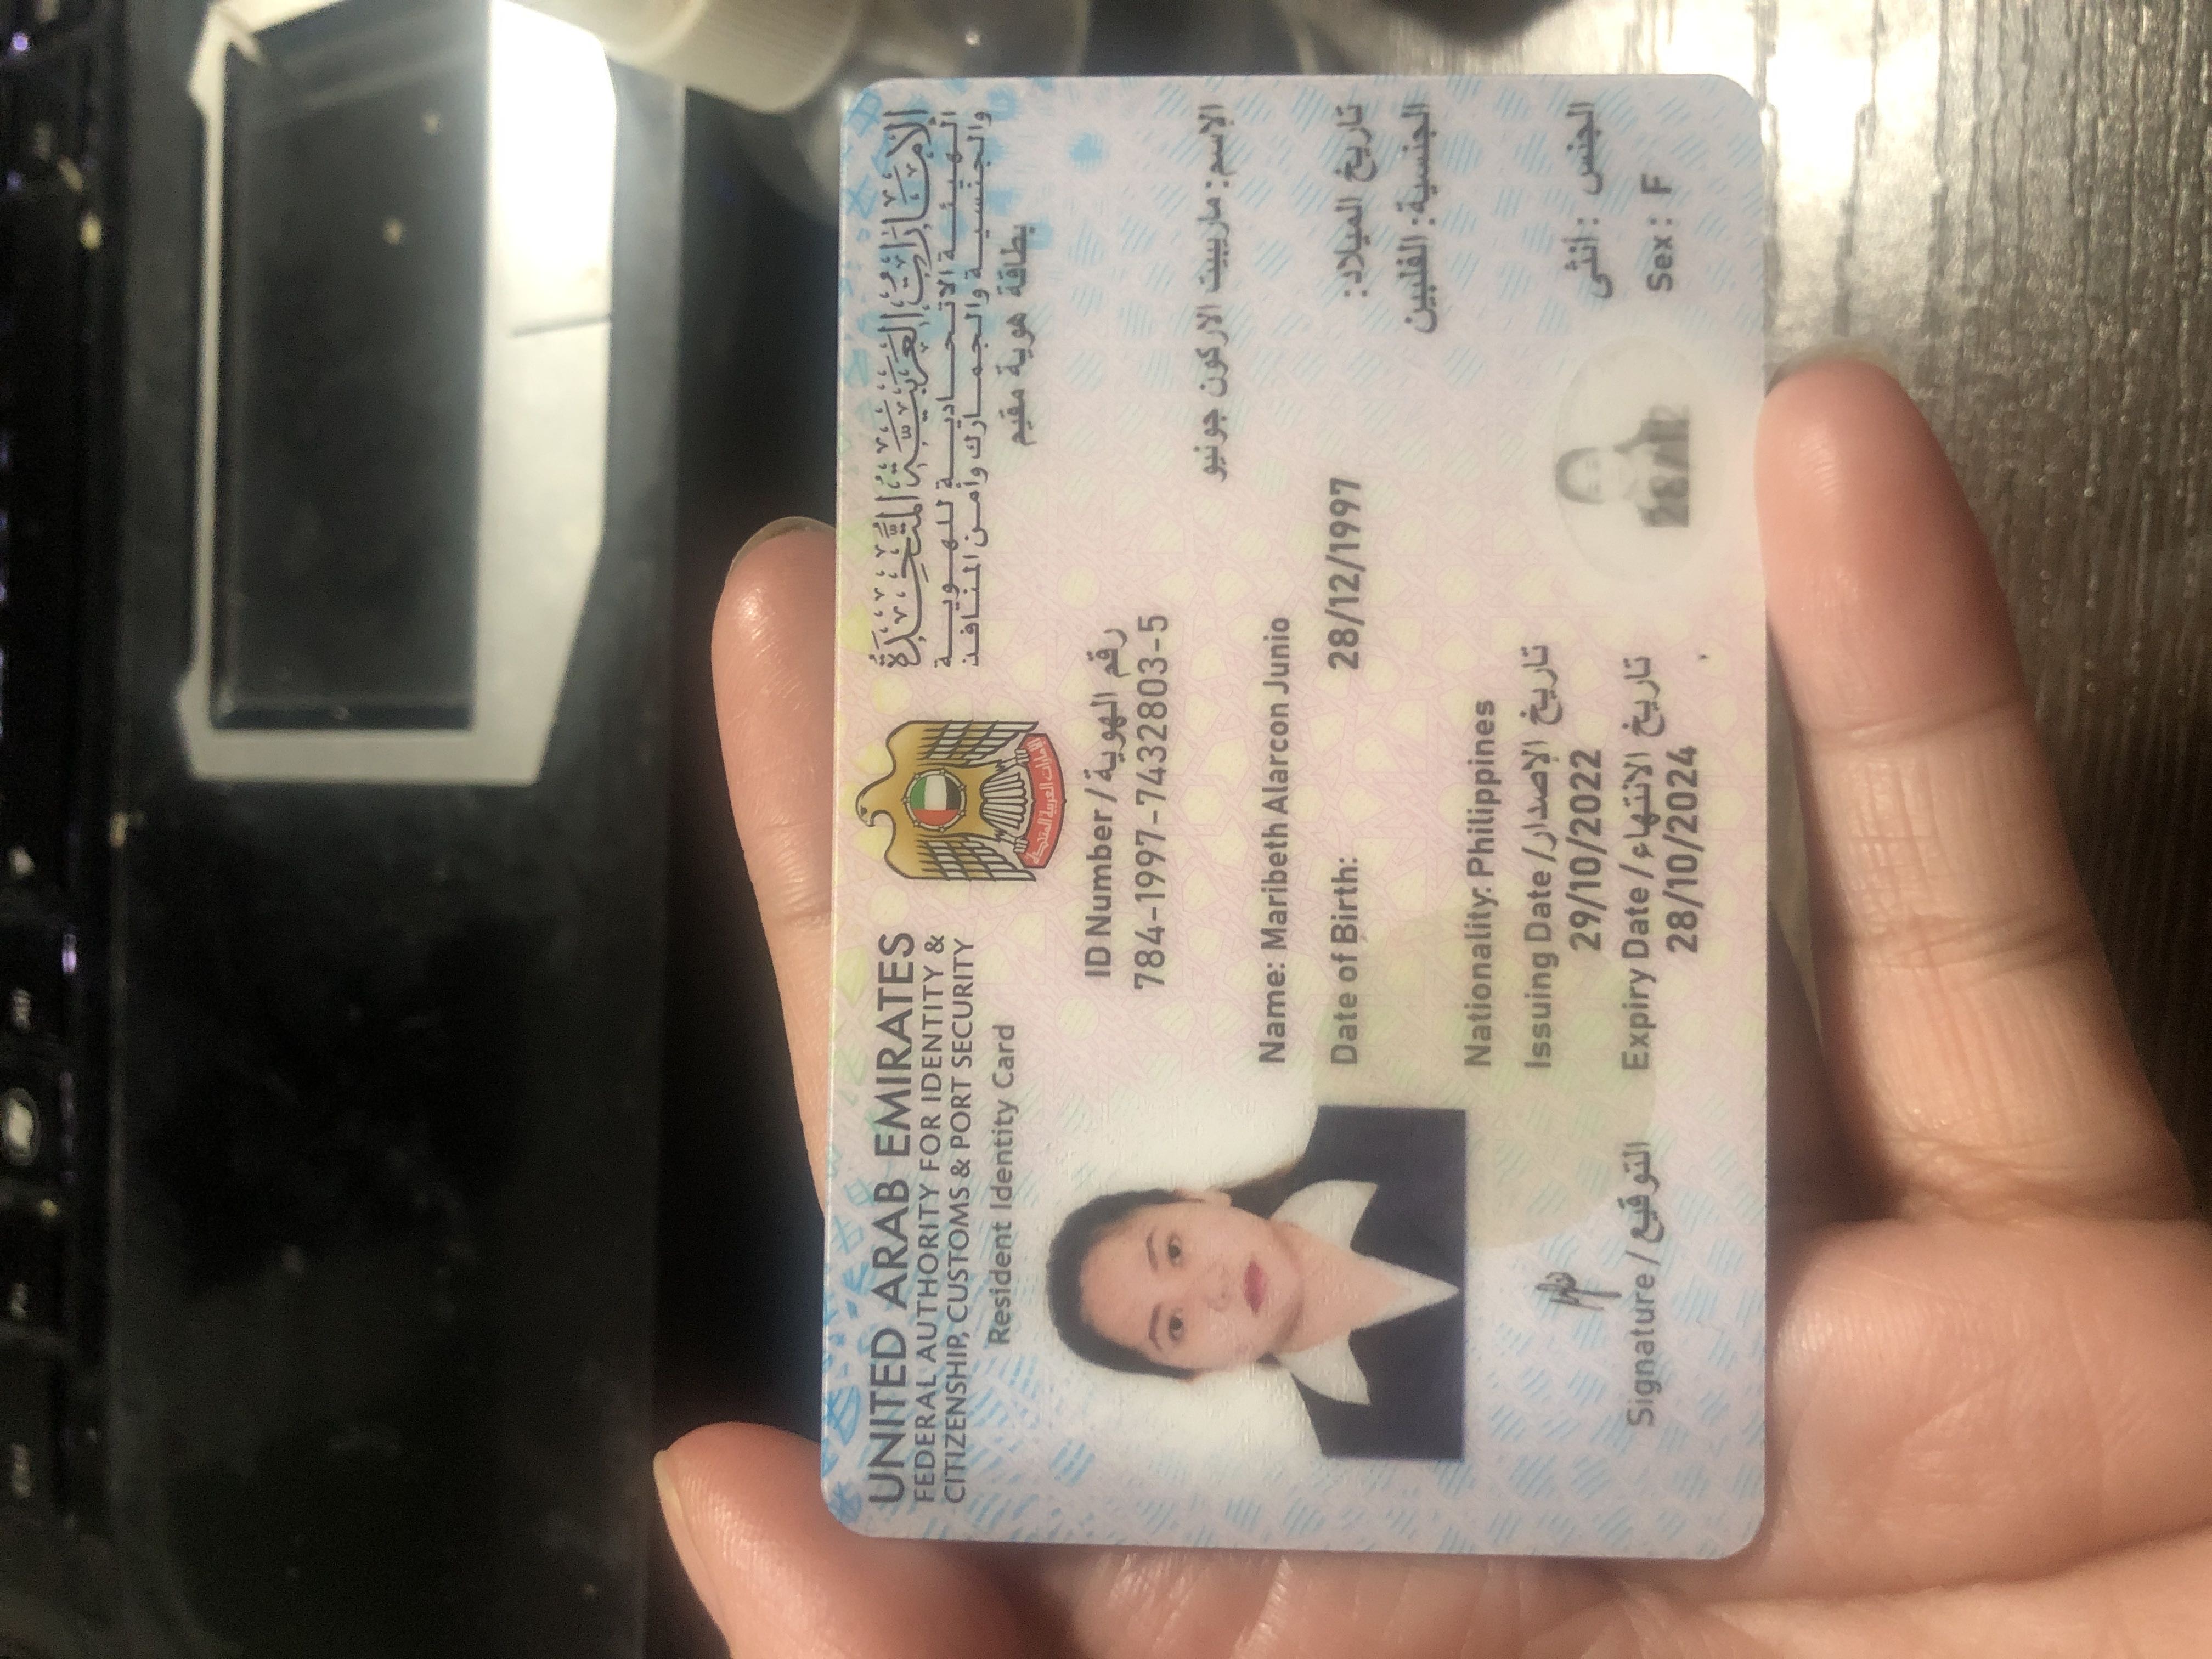 UNITED ARAB EMIRATES
FEDERAL AUTHORITY FOR IDENTITY &
CITIZENSHIP, CUSTOMS & PORT SECURITY
Resident Identity Card
الإمارات العربية المتحدة
الهيئة الاتحادية للهوية
والجنسية والجمارك وأمن المنافذ
بطاقة هوية مقيم
الإمارات العربية المتحدة
ID Number / رقم الهوية
784-1997-7432803-5
الإسم: ماريبيت الاركون جونيو
Name: Maribeth Alarcon Junio
Date of Birth: 28/12/1997 تاريخ الميلاد:
الجنسية: الفلبين
Nationality: Philippines
Issuing Date / تاريخ الإصدار
29/10/2022
Expiry Date / تاريخ الانتهاء
28/10/2024
الجنس : أنثى
Sex: F
28/12
Signature / التوقيع